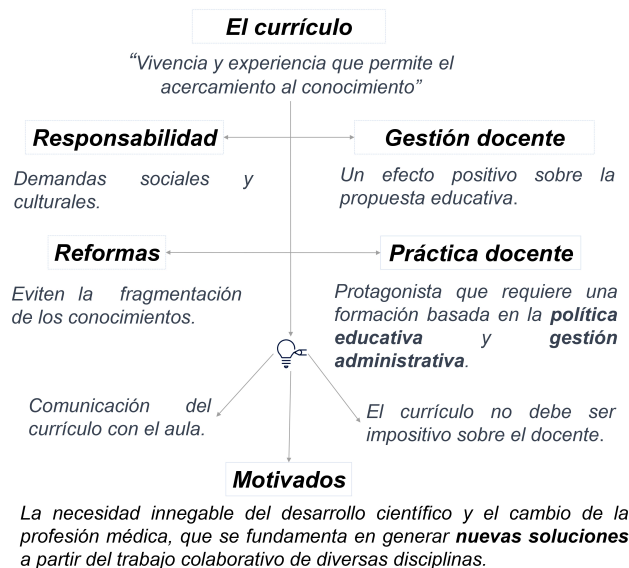 El currículo
“Vivencia y experiencia que permite el
acercamiento al conocimiento”
Responsabilidad
Demandas sociales y
culturales.
Gestión docente
Un efecto positivo sobre la
propuesta educativa.
Reformas
Eviten la fragmentación
de los conocimientos.
Práctica docente
Protagonista que requiere una
formación basada en la política
educativa y gestión
administrativa.
Comunicación del
currículo con el aula.
El currículo no debe ser
impositivo sobre el docente.
Motivados
La necesidad innegable del desarrollo científico y el cambio de la
profesión médica, que se fundamenta en generar nuevas soluciones
a partir del trabajo colaborativo de diversas disciplinas.